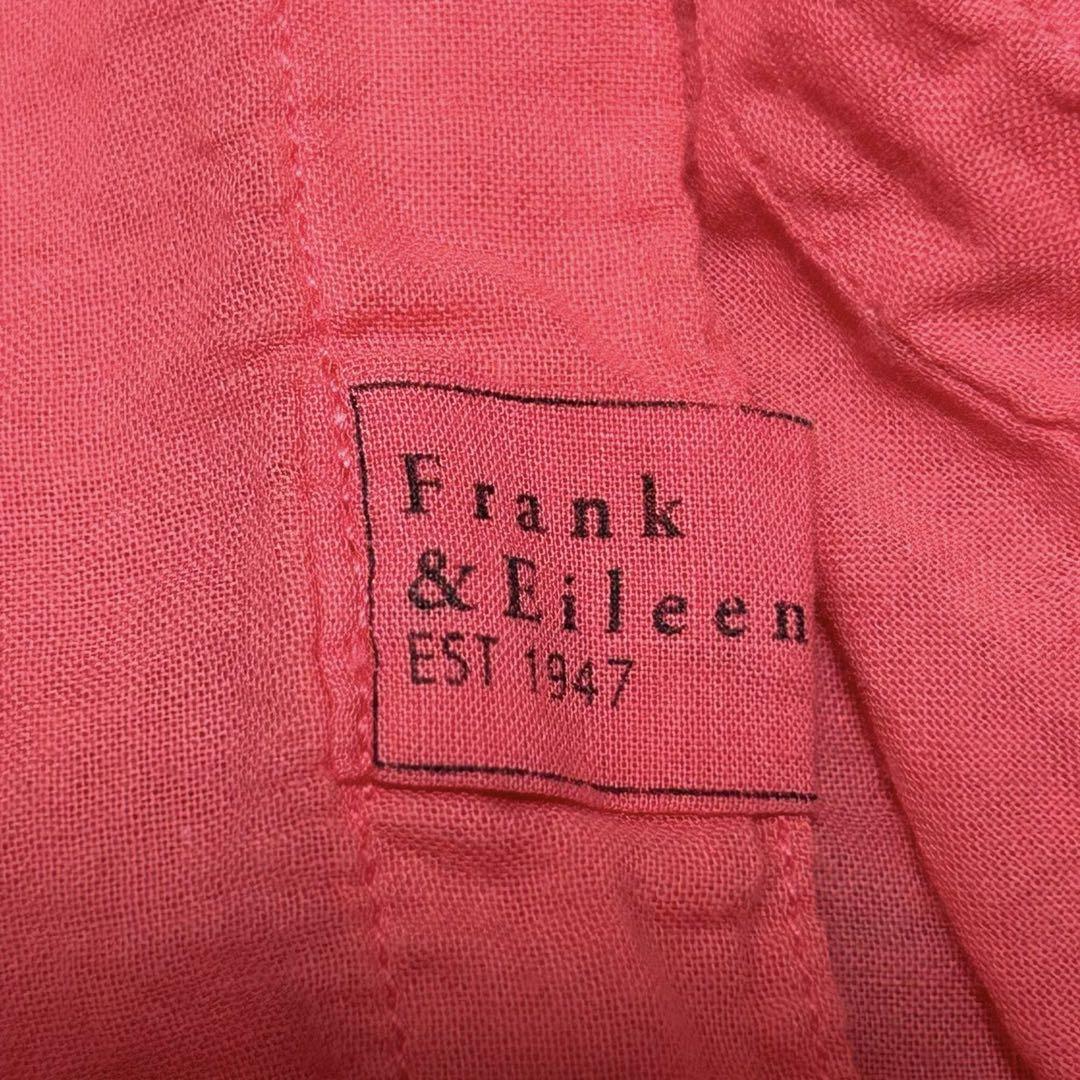 Frank
& Eileen
EST 1947